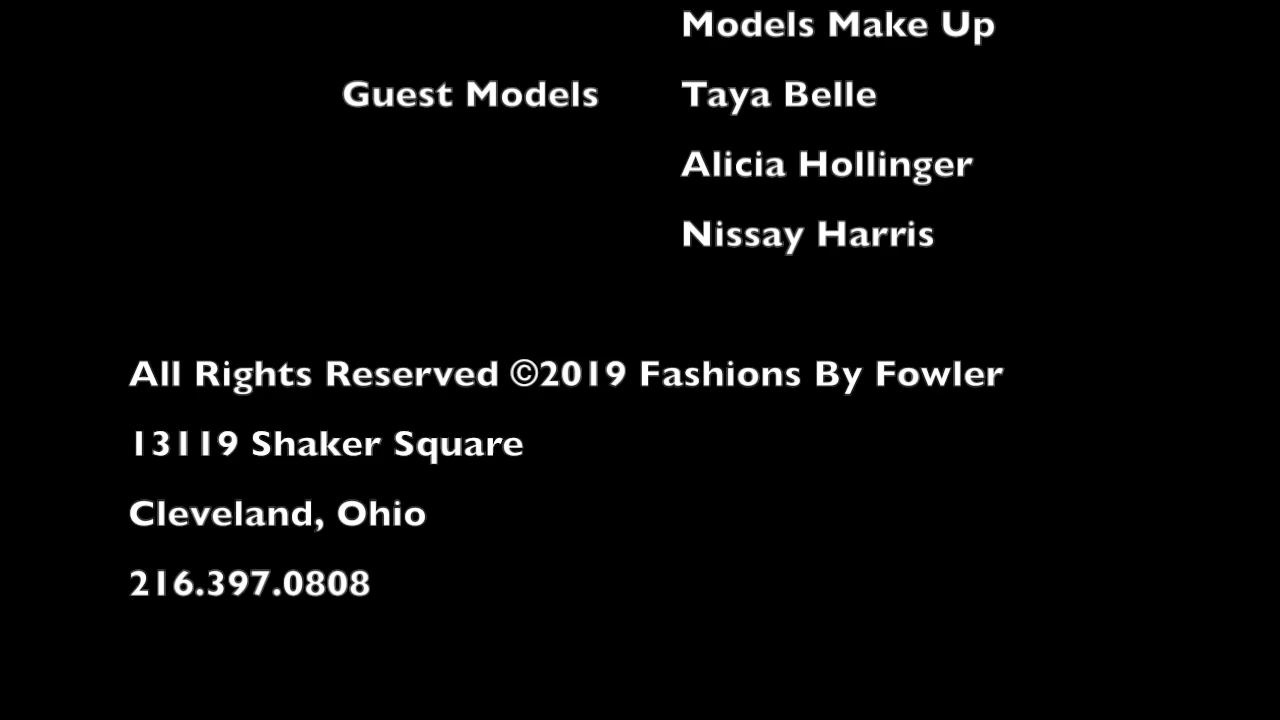 Models Make Up
Guest Models Taya Belle
Alicia Hollinger
Nissay Harris
All Rights Reserved ©2019 Fashions By Fowler
13119 Shaker Square
Cleveland, Ohio
216.397.0808